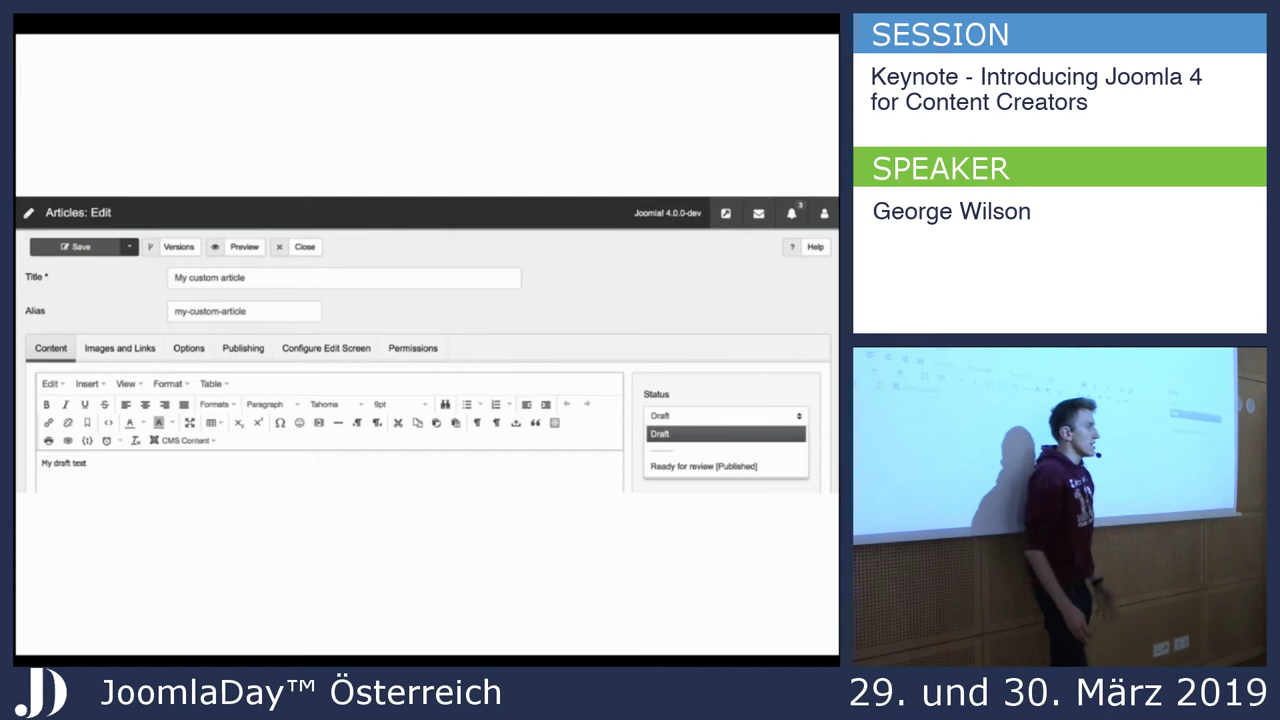 Articles: Edit
Joomla! 4.0.0-dev
3
Save
Versions
Preview
Close
? Help
Title *
My custom article
Alias
my-custom-article
Content
Images and Links
Options
Publishing
Configure Edit Screen
Permissions
Edit
Insert
View
Format
Table
Formats
Paragraph
Tahoma
9pt
CMS Content
My draft text
Status
Draft
Draft
Ready for review [Published]
SESSION
Keynote - Introducing Joomla 4
for Content Creators
SPEAKER
George Wilson
JoomlaDay™ Österreich
29. und 30. März 2019